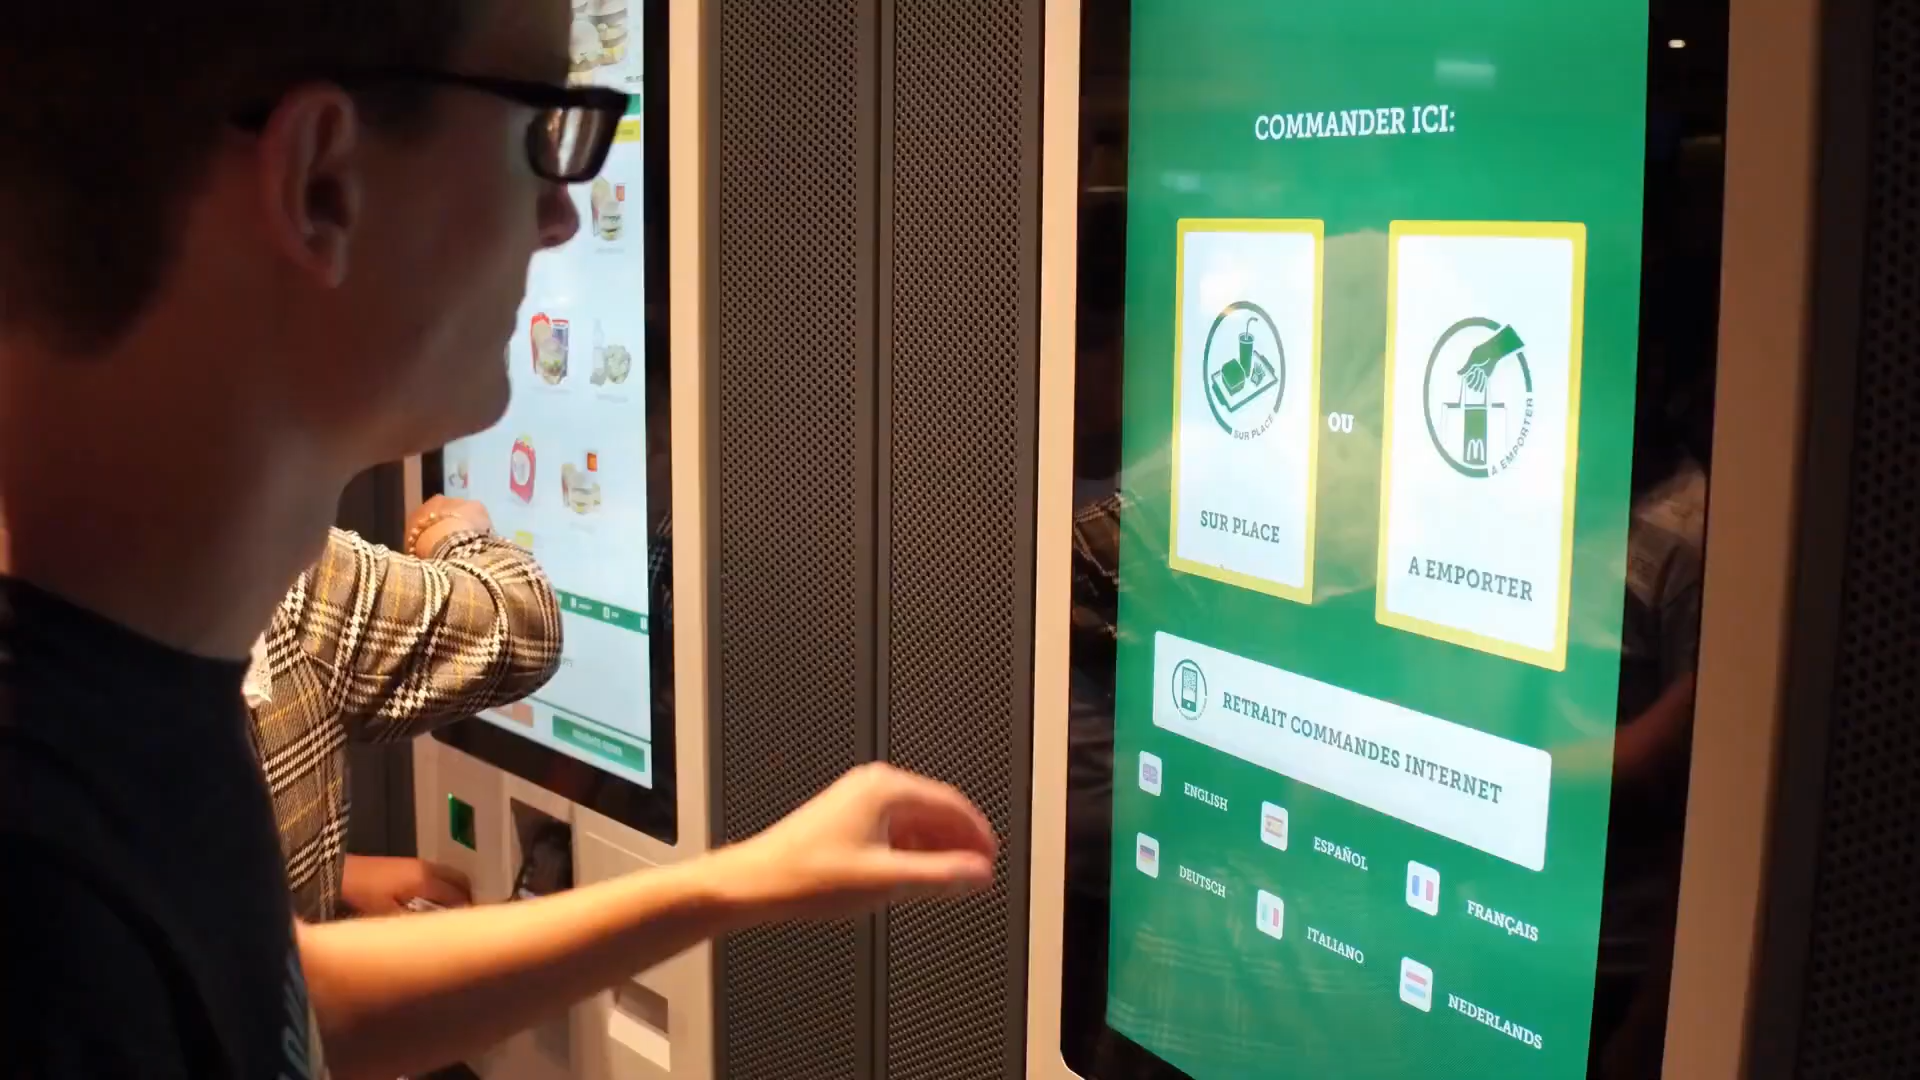 COMMANDER ICI:
SUR PLACE
OU
A EMPORTER
SUR PLACE
A EMPORTER
RETRAIT COMMANDES INTERNET
ENGLISH
ESPAÑOL
FRANÇAIS
DEUTSCH
ITALIANO
NEDERLANDS